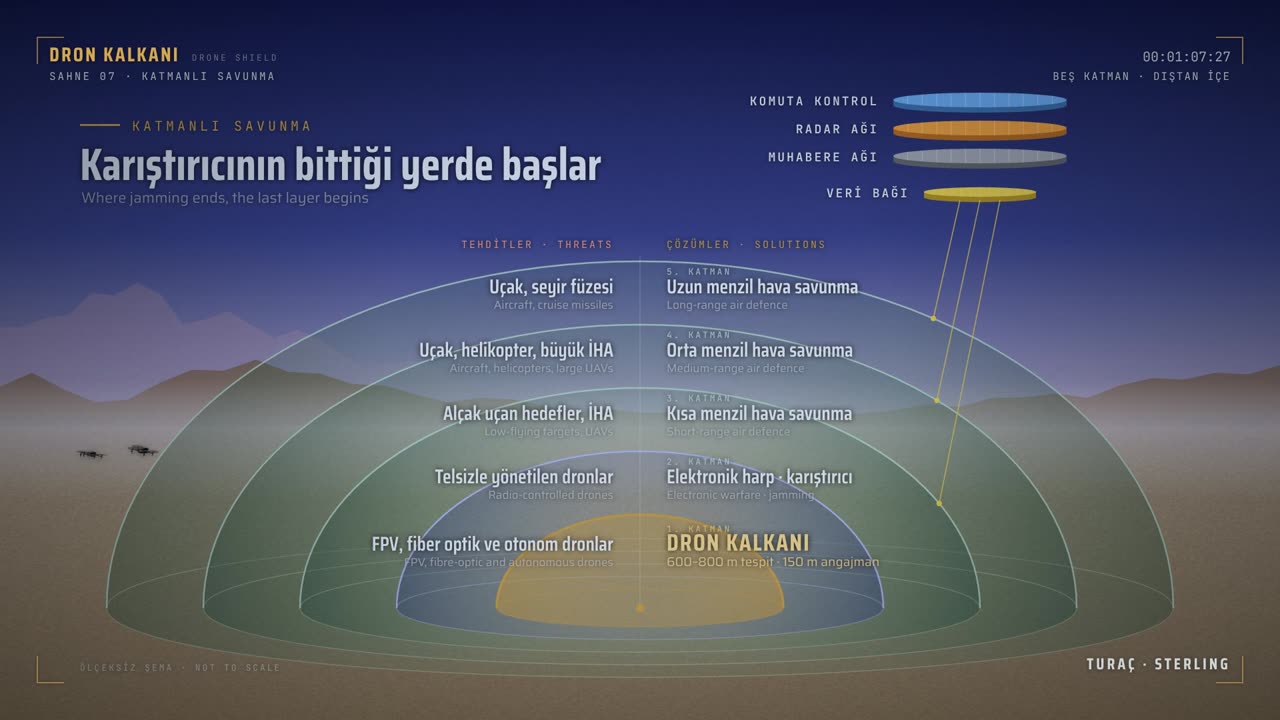 DRON KALKANI DRONE SHIELD
SAHNE 07 · KATMANLI SAVUNMA
00:01:07:27
BEŞ KATMAN · DIŞTAN İÇE
KOMUTA KONTROL
RADAR AĞI
MUHABERE AĞI
VERİ BAĞI
KATMANLI SAVUNMA
Karıştırıcının bittiği yerde başlar
Where jamming ends, the last layer begins
TEHDİTLER · THREATS
ÇÖZÜMLER · SOLUTIONS
Uçak, seyir füzesi
Aircraft, cruise missiles
5. KATMAN
Uzun menzil hava savunma
Long-range air defence
Uçak, helikopter, büyük İHA
Aircraft, helicopters, large UAVs
4. KATMAN
Orta menzil hava savunma
Medium-range air defence
Alçak uçan hedefler, İHA
Low-flying targets, UAVs
3. KATMAN
Kısa menzil hava savunma
Short-range air defence
Telsizle yönetilen dronlar
Radio-controlled drones
2. KATMAN
Elektronik harp · karıştırıcı
Electronic warfare · jamming
FPV, fiber optik ve otonom dronlar
FPV, fibre-optic and autonomous drones
1. KATMAN
DRON KALKANI
600–800 m tespit · 150 m angajman
ÖLÇEKSİZ ŞEMA · NOT TO SCALE
TURAÇ · STERLING